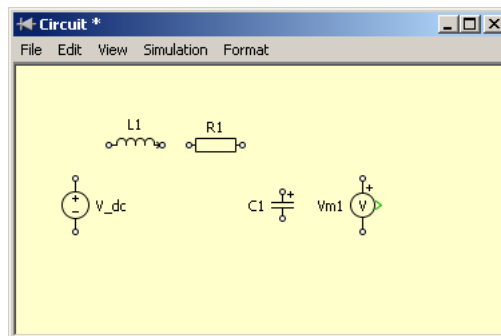 Circuit *
File Edit View Simulation Format
L1 R1
V_dc C1 + Vm1 + V